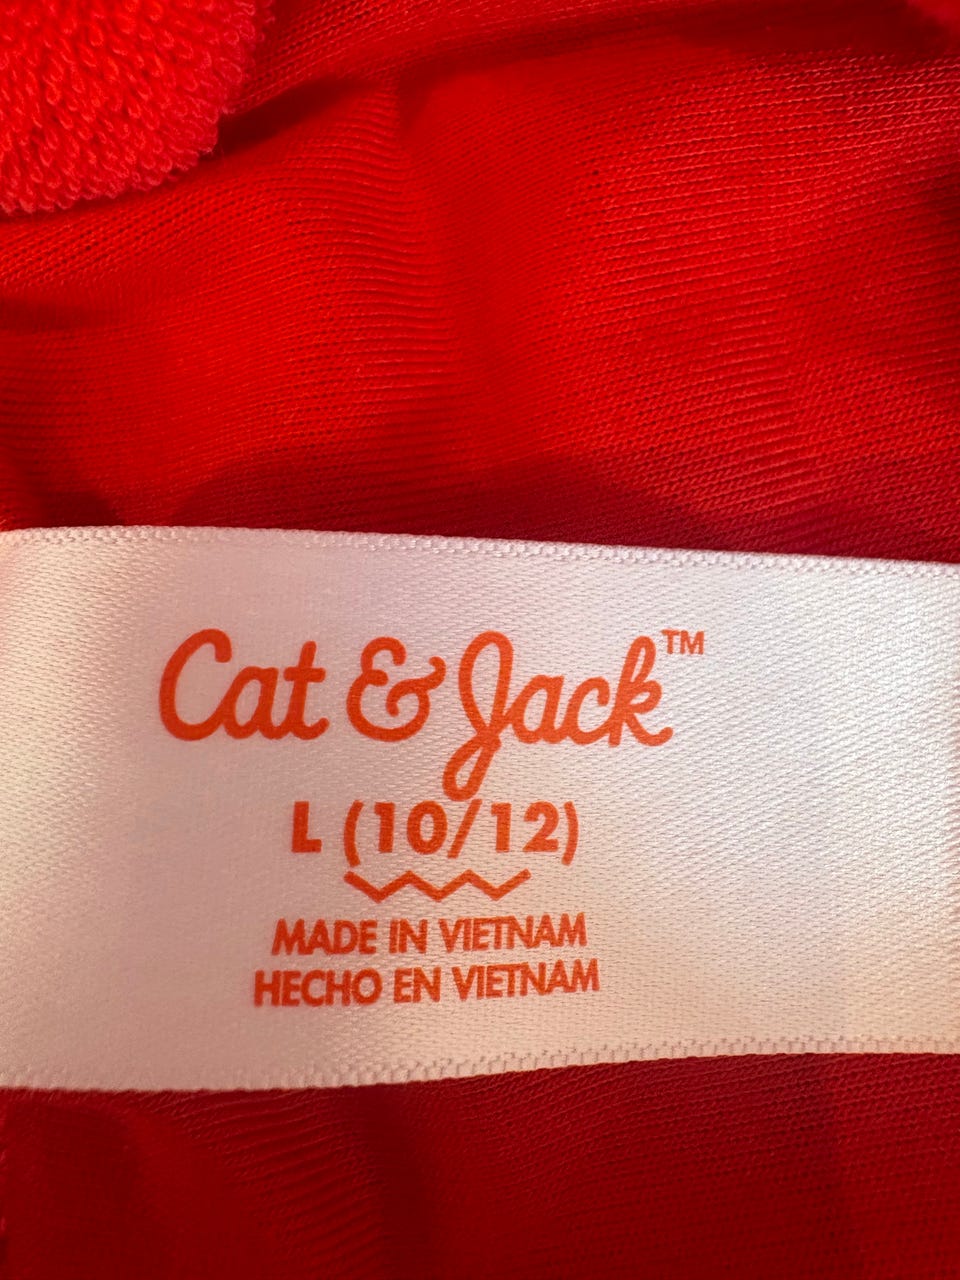 Cat & Jack™
L (10/12)
MADE IN VIETNAM
HECHO EN VIETNAM